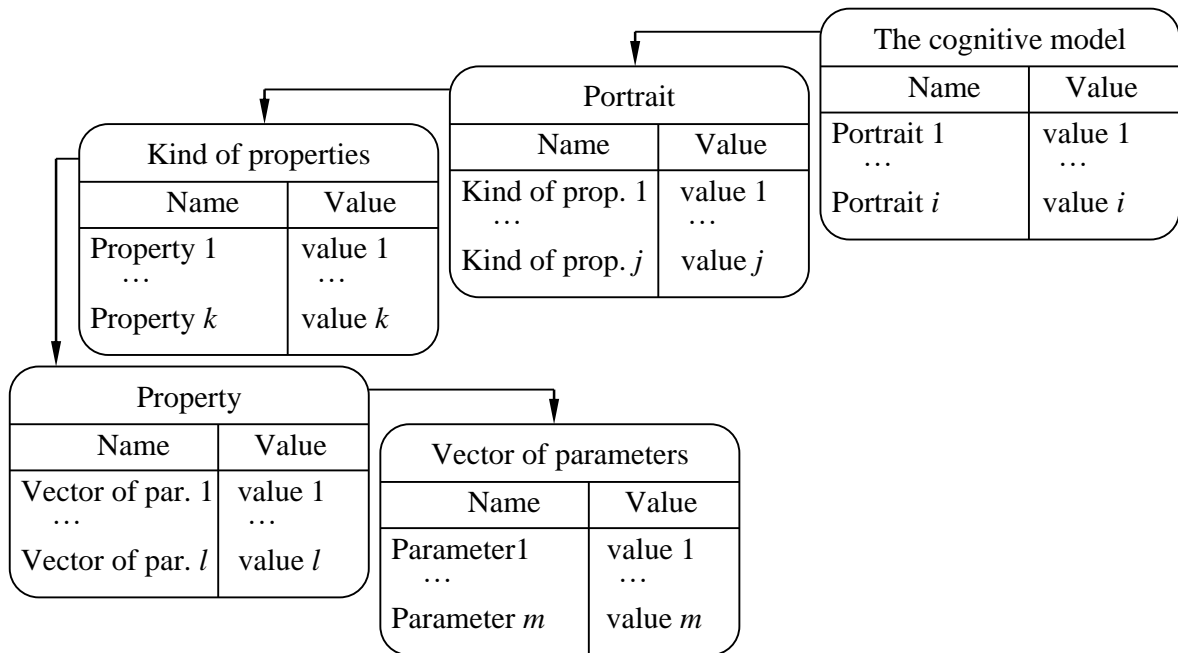 The cognitive model
Name Value
Portrait 1 value 1
… …
Portrait i value i
Portrait
Name Value
Kind of prop. 1 value 1
… …
Kind of prop. j value j
Kind of properties
Name Value
Property 1 value 1
… …
Property k value k
Property
Name Value
Vector of par. 1 value 1
… …
Vector of par. l value l
Vector of parameters
Name Value
Parameter1 value 1
… …
Parameter m value m